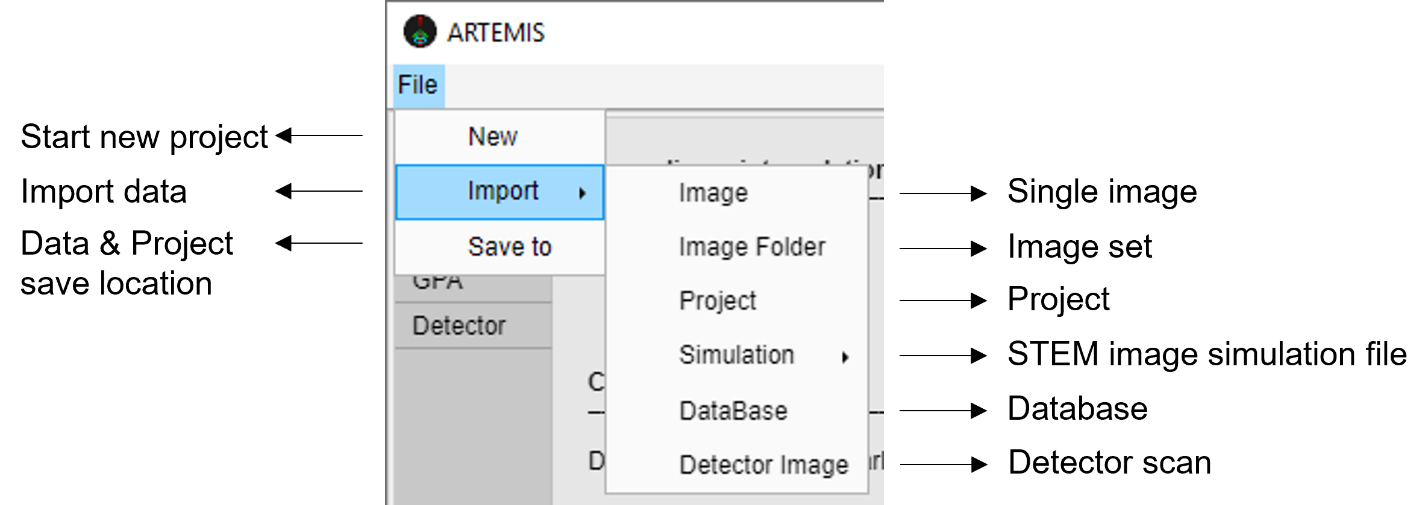 ARTEMIS
File
Start new project
New
Import data
Import
Data & Project
save location
Save to
GPA
Detector
Image
Single image
Image Folder
Image set
Project
Project
Simulation
STEM image simulation file
DataBase
Database
Detector Image
Detector scan
C
D